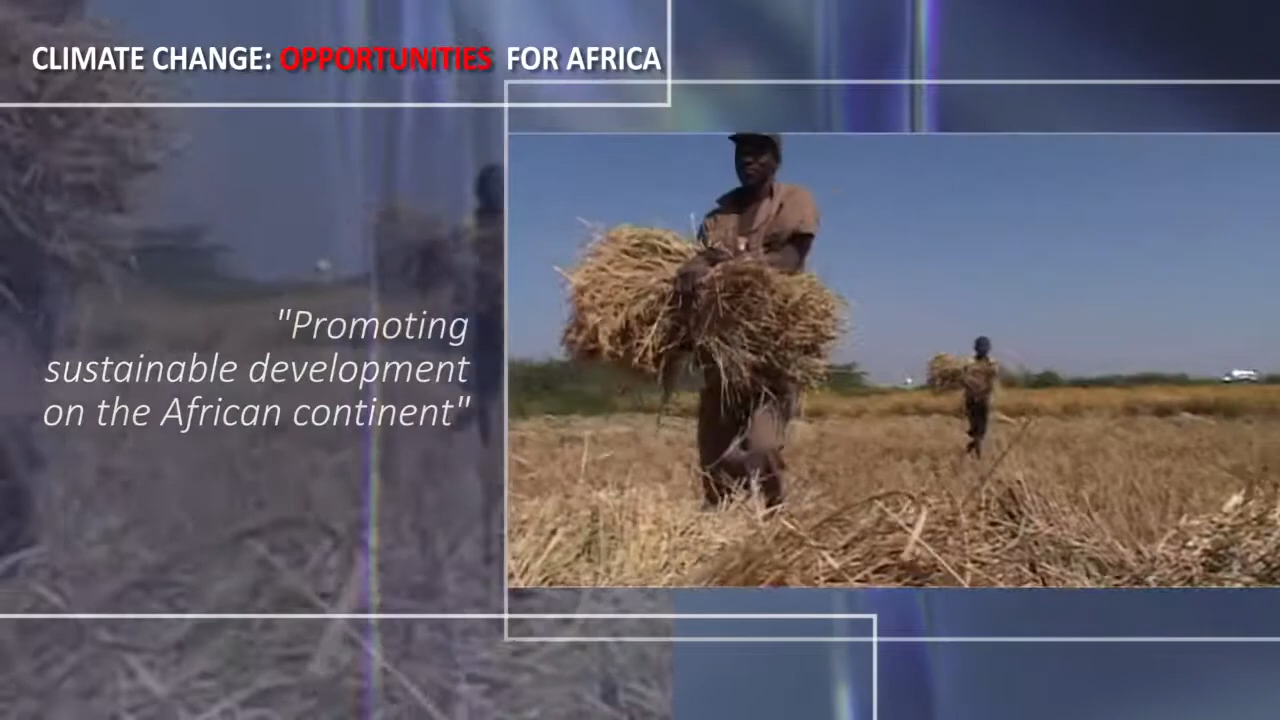 CLIMATE CHANGE: OPPORTUNITIES FOR AFRICA
"Promoting
sustainable development
on the African continent"